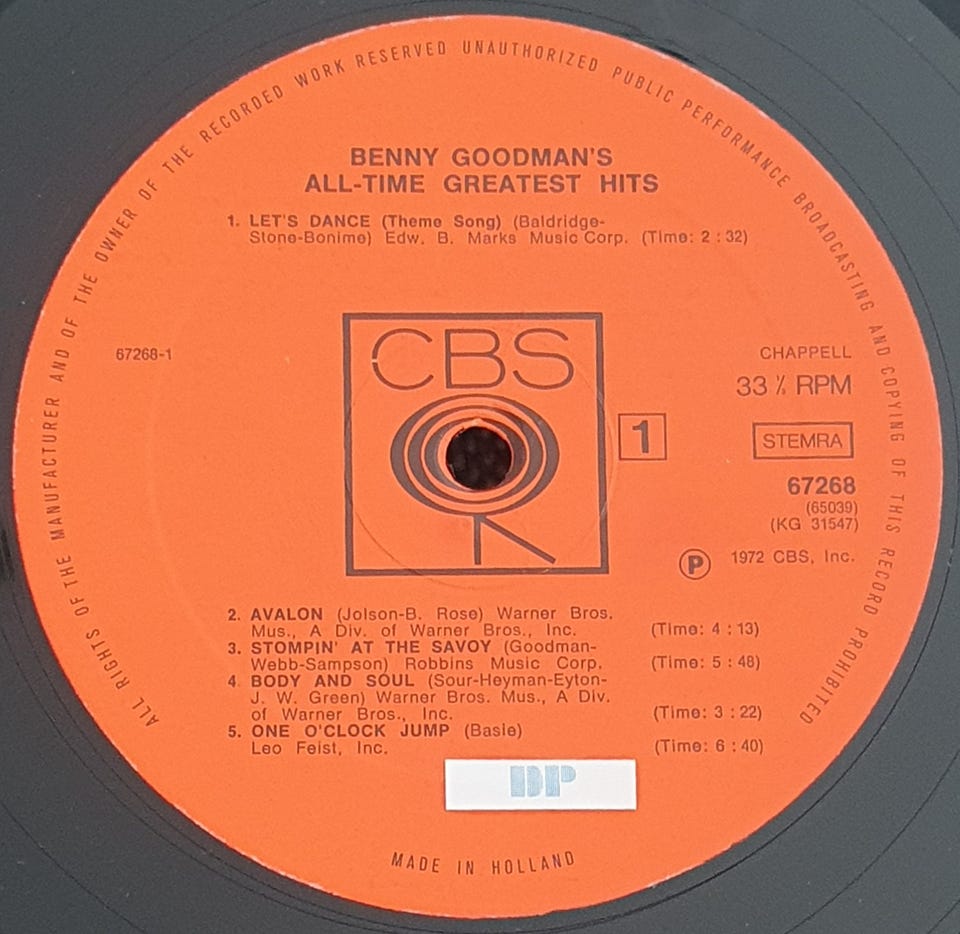 ALL RIGHTS OF THE MANUFACTURER AND OF THE OWNER OF THE RECORDED WORK RESERVED UNAUTHORIZED PUBLIC PERFORMANCE BROADCASTING AND COPYING OF THIS RECORD PROHIBITED
BENNY GOODMAN'S
ALL-TIME GREATEST HITS
1. LET'S DANCE (Theme Song) (Baldridge-
Stone-Bonime) Edw. B. Marks Music Corp. (Time: 2 : 32)
CBS
67268-1
CHAPPELL
33 ⅓ RPM
1
STEMRA
67268
(65039)
(KG 31547)
Ⓟ 1972 CBS, Inc.
2. AVALON (Jolson-B. Rose) Warner Bros.
Mus., A Div. of Warner Bros., Inc. (Time: 4 : 13)
3. STOMPIN' AT THE SAVOY (Goodman-
Webb-Sampson) Robbins Music Corp. (Time: 5 : 48)
4. BODY AND SOUL (Sour-Heyman-Eyton-
J. W. Green) Warner Bros. Mus., A Div.
of Warner Bros., Inc. (Time: 3 : 22)
5. ONE O'CLOCK JUMP (Basie)
Leo Feist, Inc. (Time: 6 : 40)
DP
MADE IN HOLLAND